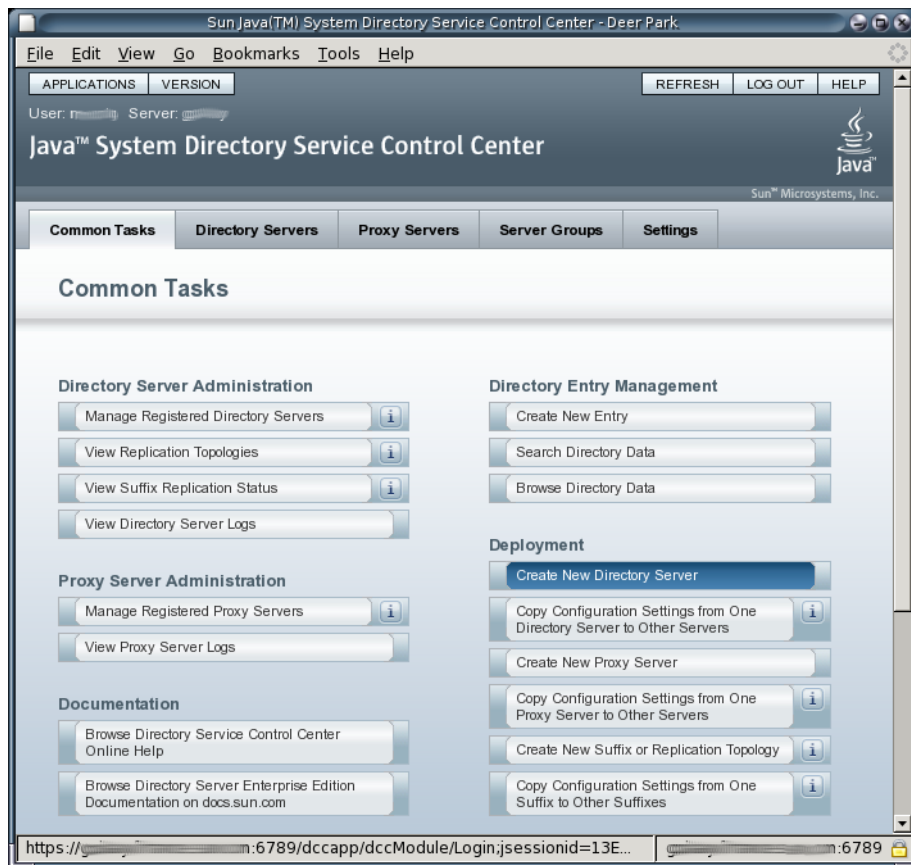 Sun Java(TM) System Directory Service Control Center - Deer Park
File Edit View Go Bookmarks Tools Help
APPLICATIONS VERSION REFRESH LOG OUT HELP
User: Server:
Java™ System Directory Service Control Center
Java™
Sun™ Microsystems, Inc.
Common Tasks Directory Servers Proxy Servers Server Groups Settings
Common Tasks
Directory Server Administration
Manage Registered Directory Servers
View Replication Topologies
View Suffix Replication Status
View Directory Server Logs
Proxy Server Administration
Manage Registered Proxy Servers
View Proxy Server Logs
Documentation
Browse Directory Service Control Center
Online Help
Browse Directory Server Enterprise Edition
Documentation on docs.sun.com
Directory Entry Management
Create New Entry
Search Directory Data
Browse Directory Data
Deployment
Create New Directory Server
Copy Configuration Settings from One
Directory Server to Other Servers
Create New Proxy Server
Copy Configuration Settings from One
Proxy Server to Other Servers
Create New Suffix or Replication Topology
Copy Configuration Settings from One
Suffix to Other Suffixes
https:// :6789/dccapp/dccModule/Login;jsessionid=13E... :6789